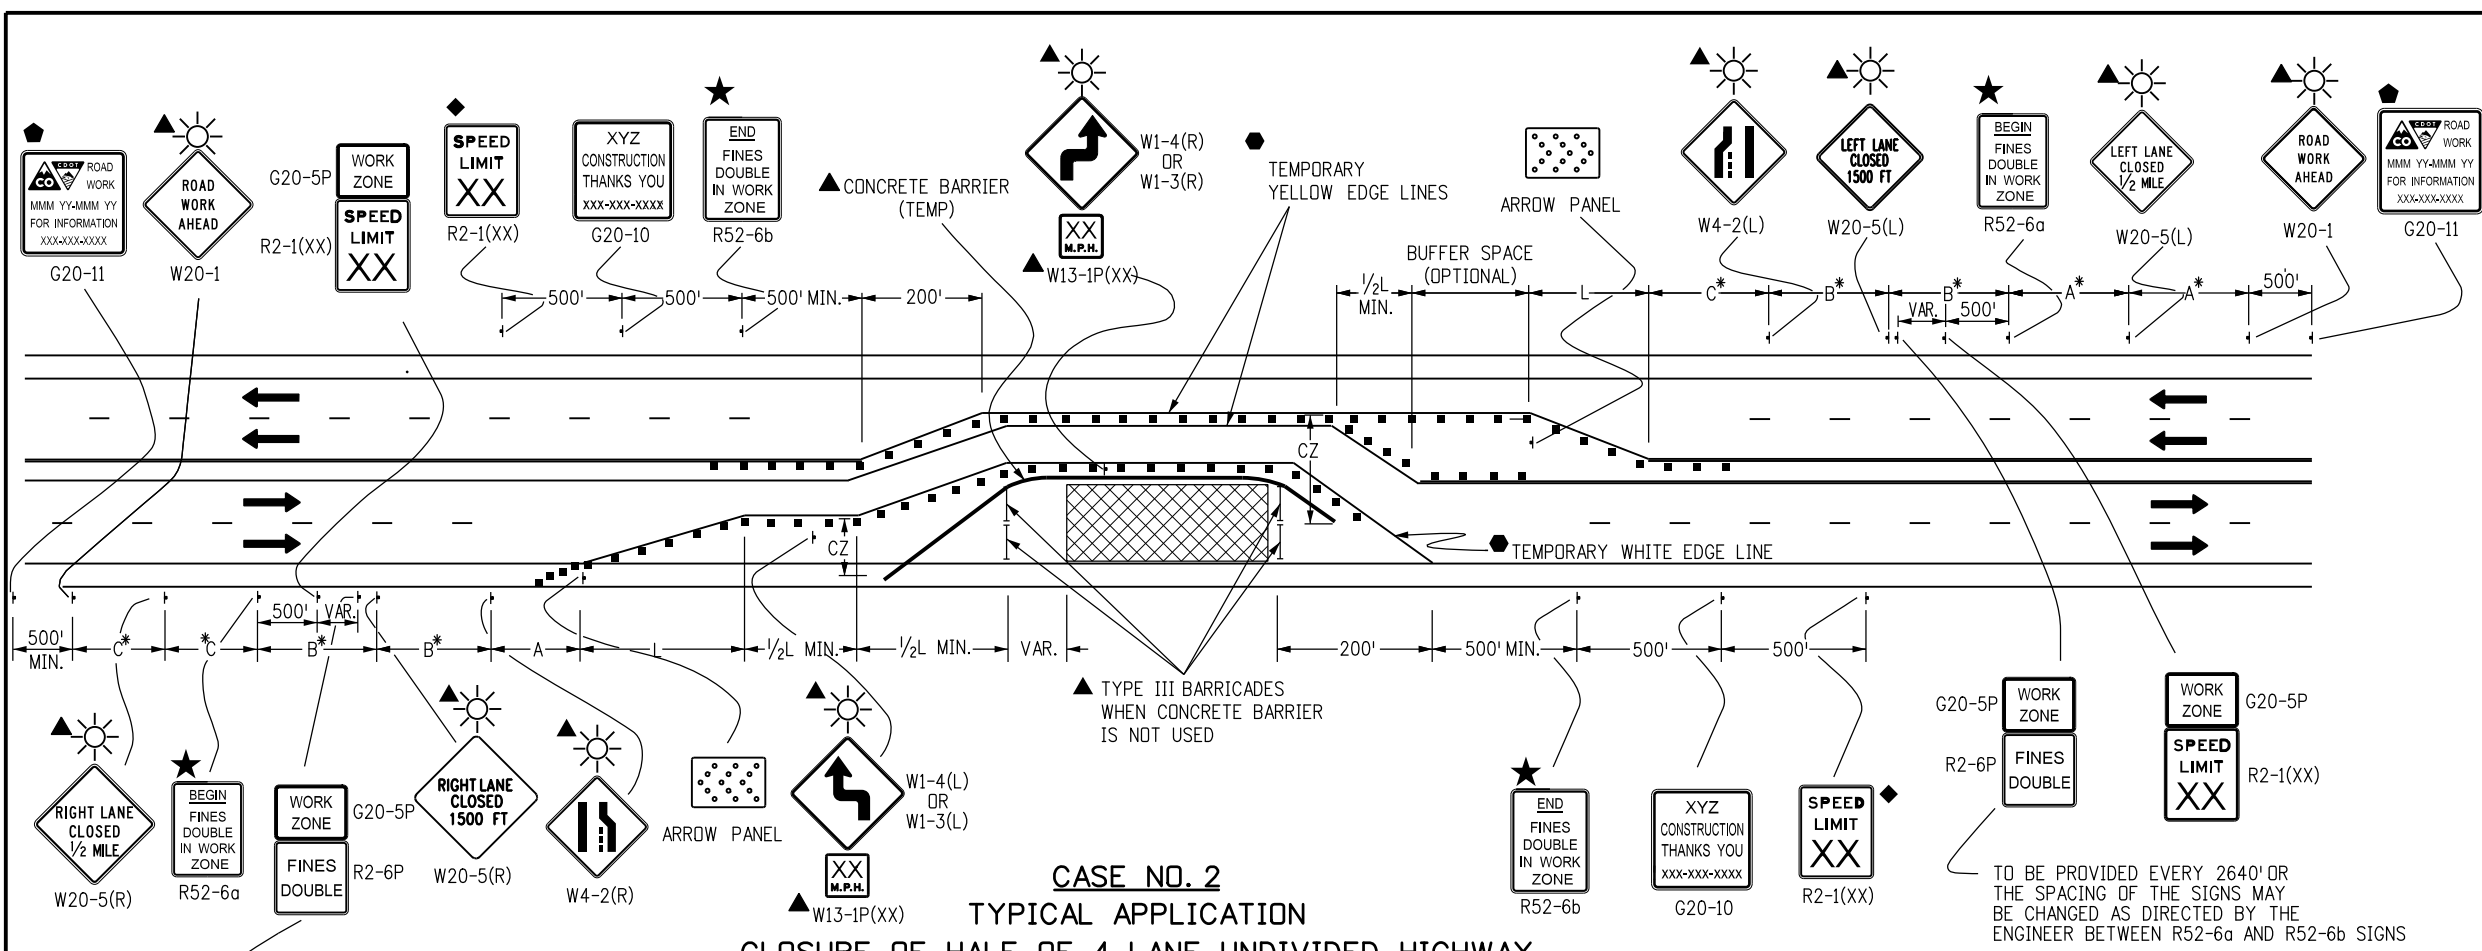 CDOT ROAD
CO WORK
MMM YY-MMM YY
FOR INFORMATION
XXX-XXX-XXXX
G20-11
ROAD
WORK
AHEAD
W20-1
G20-5P
WORK
ZONE
R2-1(XX)
SPEED
LIMIT
XX
SPEED
LIMIT
XX
R2-1(XX)
XYZ
CONSTRUCTION
THANKS YOU
XXX-XXX-XXXX
G20-10
END
FINES
DOUBLE
IN WORK
ZONE
R52-6b
CONCRETE BARRIER
(TEMP)
W1-4(R)
OR
W1-3(R)
XX
M.P.H.
W13-1P(XX)
TEMPORARY
YELLOW EDGE LINES
ARROW PANEL
BUFFER SPACE
(OPTIONAL)
W4-2(L)
LEFT LANE
CLOSED
1500 FT
W20-5(L)
BEGIN
FINES
DOUBLE
IN WORK
ZONE
R52-6a
LEFT LANE
CLOSED
1/2 MILE
W20-5(L)
ROAD
WORK
AHEAD
W20-1
CDOT ROAD
CO WORK
MMM YY-MMM YY
FOR INFORMATION
XXX-XXX-XXXX
G20-11
500' 500' 500' MIN. 200' 1/2L MIN. L C* B* B* A* A* 500'
VAR. 500'
CZ
CZ
TEMPORARY WHITE EDGE LINE
500' MIN. C* *C 500' VAR. B* B* A L 1/2L MIN. 1/2L MIN. VAR. 200' 500' MIN. 500' 500'
TYPE III BARRICADES
WHEN CONCRETE BARRIER
IS NOT USED
RIGHT LANE
CLOSED
1/2 MILE
W20-5(R)
BEGIN
FINES
DOUBLE
IN WORK
ZONE
R52-6a
WORK
ZONE
G20-5P
FINES
DOUBLE
R2-6P
RIGHT LANE
CLOSED
1500 FT
W20-5(R)
W4-2(R)
ARROW PANEL
W1-4(L)
OR
W1-3(L)
XX
M.P.H.
W13-1P(XX)
END
FINES
DOUBLE
IN WORK
ZONE
R52-6b
XYZ
CONSTRUCTION
THANKS YOU
XXX-XXX-XXXX
G20-10
SPEED
LIMIT
XX
R2-1(XX)
G20-5P
WORK
ZONE
R2-6P
FINES
DOUBLE
WORK
ZONE
G20-5P
SPEED
LIMIT
XX
R2-1(XX)
TO BE PROVIDED EVERY 2640' OR
THE SPACING OF THE SIGNS MAY
BE CHANGED AS DIRECTED BY THE
ENGINEER BETWEEN R52-6a AND R52-6b SIGNS
CASE NO. 2
TYPICAL APPLICATION
CLOSURE OF HALF OF 4 LANE UNDIVIDED HIGHWAY